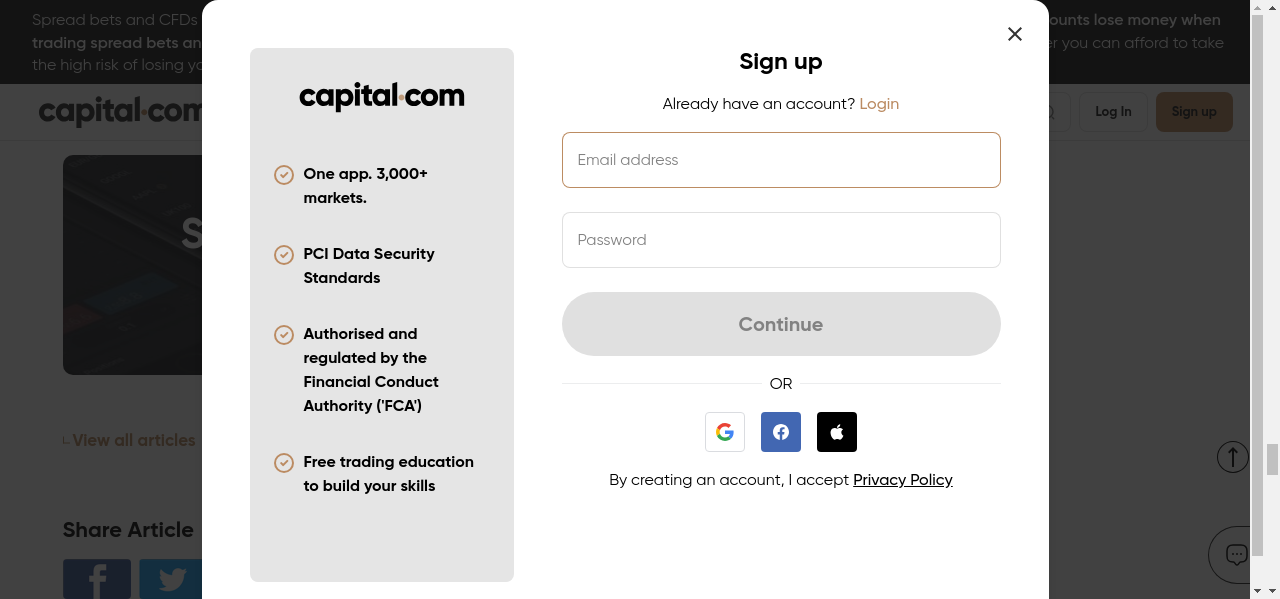 Spread bets and CFDs
ounts lose money when
trading spread bets an
er you can afford to take
the high risk of losing yo
capital.com
Log In
Sign up
S
View all articles
Share Article
capital.com
One app. 3,000+
markets.
PCI Data Security
Standards
Authorised and
regulated by the
Financial Conduct
Authority ('FCA')
Free trading education
to build your skills
Sign up
Already have an account? Login
Email address
Password
Continue
OR
By creating an account, I accept Privacy Policy